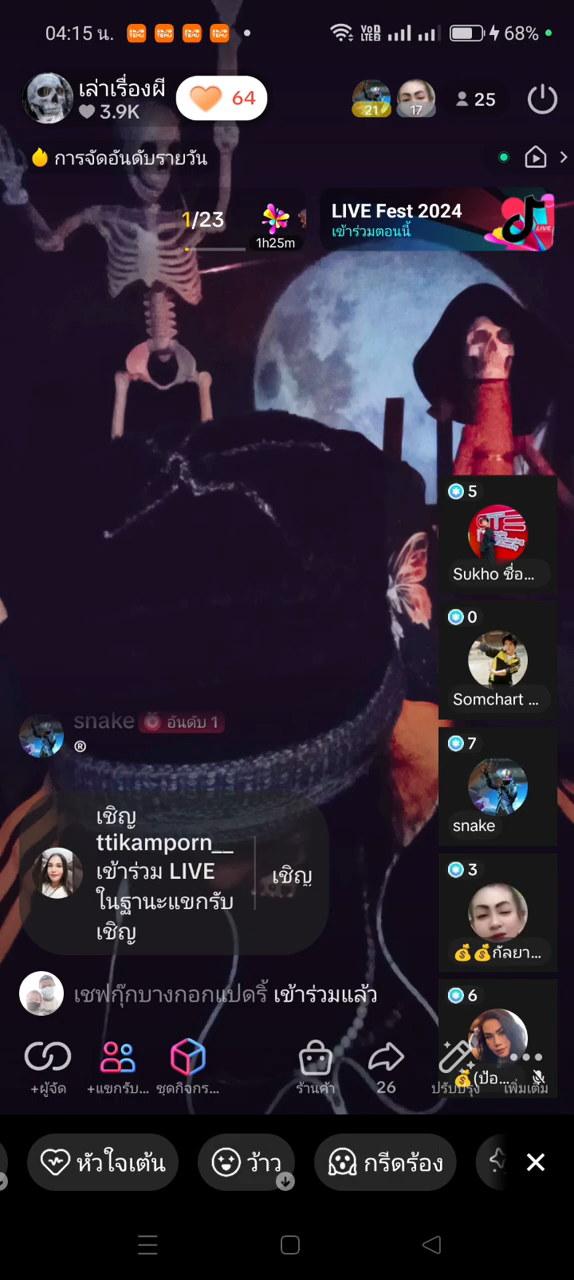 04:15 น.
VoD LTE 68%
เล่าเรื่องผี
3.9K
64
21
17
25
การจัดอันดับรายวัน
1/23
1h25m
LIVE Fest 2024
เข้าร่วมตอนนี้
LIVE
5
Sukho ชื่อ...
0
Somchart ...
7
snake
3
💰💰กัลยา...
6
💰(ป๋อ...
snake อันดับ 1
®
เชิญ
ttikamporn__
เข้าร่วม LIVE
ในฐานะแขกรับ
เชิญ
เชิญ
เชฟกุ๊กบางกอกแปดริ้ เข้าร่วมแล้ว
+ผู้จัด
+แขกรับ...
ชุดกิจกร...
ร้านค้า
26
ปรับปรุง
เพิ่มเติม
หัวใจเต้น
ว้าว
กรีดร้อง